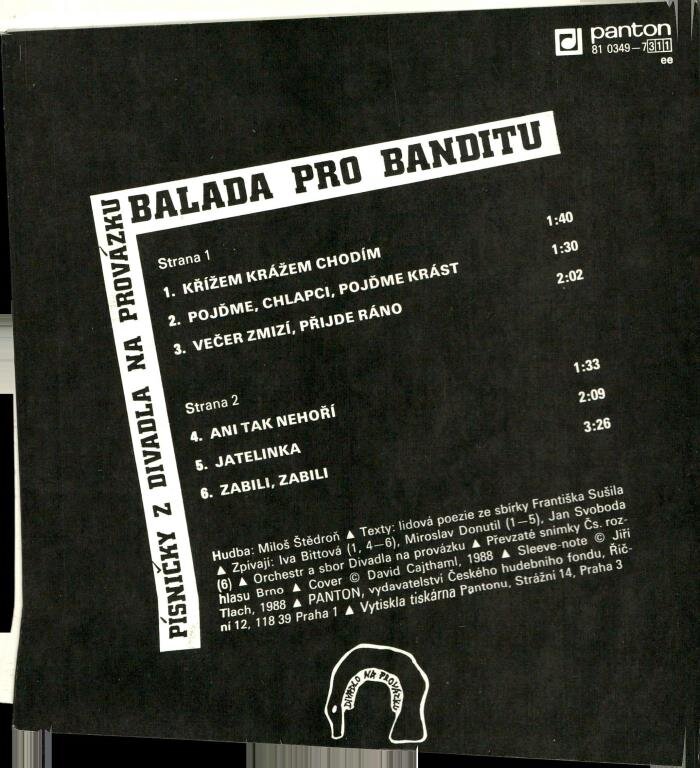 panton
81 0349–7311
ee
BALADA PRO BANDITU
PÍSNIČKY Z DIVADLA NA PROVÁZKU
Strana 1
1. KŘÍŽEM KRÁŽEM CHODÍM 1:40
2. POJĎME, CHLAPCI, POJĎME KRÁST 1:30
3. VEČER ZMIZÍ, PŘIJDE RÁNO 2:02
Strana 2
4. ANI TAK NEHOŘÍ 1:33
5. JATELINKA 2:09
6. ZABILI, ZABILI 3:26
Hudba: Miloš Štědroň ▲ Texty: lidová poezie ze sbírky Františka Sušila
▲ Zpívají: Iva Bittová (1, 4–6), Miroslav Donutil (1–5), Jan Svoboda
(6) ▲ Orchestr a sbor Divadla na provázku ▲ Převzaté snímky Čs. roz-
hlasu Brno ▲ Cover © David Cajthaml, 1988 ▲ Sleeve-note © Jiří
Tlach, 1988 ▲ PANTON, vydavatelství Českého hudebního fondu, Říč-
ní 12, 118 39 Praha 1 ▲ Vytiskla tiskárna Pantonu, Strážní 14, Praha 3
DIVADLO NA PROVÁZKU